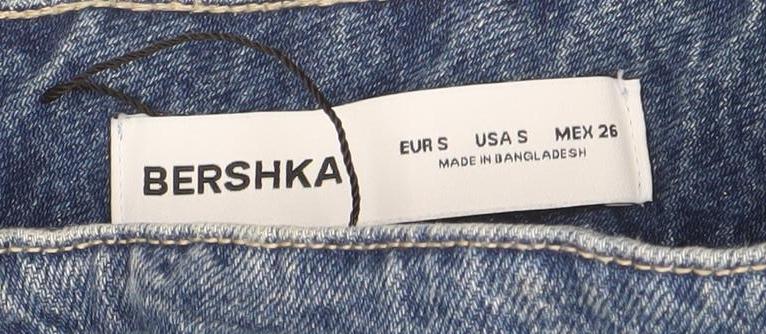 BERSHKA
EUR S USA S MEX 26
MADE IN BANGLADESH